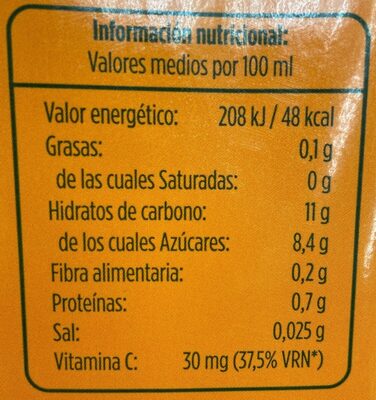 Información nutricional:
Valores medios por 100 ml
Valor energético: 208 kJ / 48 kcal
Grasas: 0,1 g
de las cuales Saturadas: 0 g
Hidratos de carbono: 11 g
de los cuales Azúcares: 8,4 g
Fibra alimentaria: 0,2 g
Proteínas: 0,7 g
Sal: 0,025 g
Vitamina C: 30 mg (37,5% VRN*)